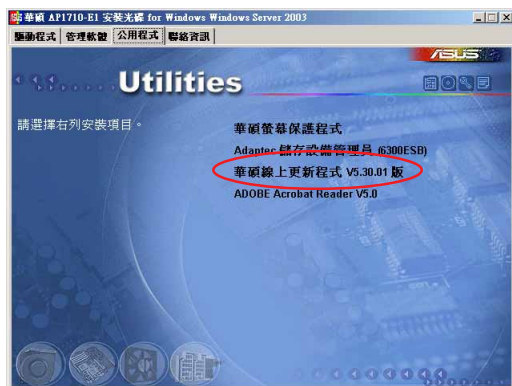 華碩 AP1710-E1 安裝光碟 for Windows Windows Server 2003
驅動程式 管理軟體 公用程式 聯絡資訊
ASUS
Utilities
請選擇右列安裝項目。
華碩螢幕保護程式
Adaptec 儲存設備管理員 (6300ESB)
華碩線上更新程式 V5.30.01 版
ADOBE Acrobat Reader V5.0